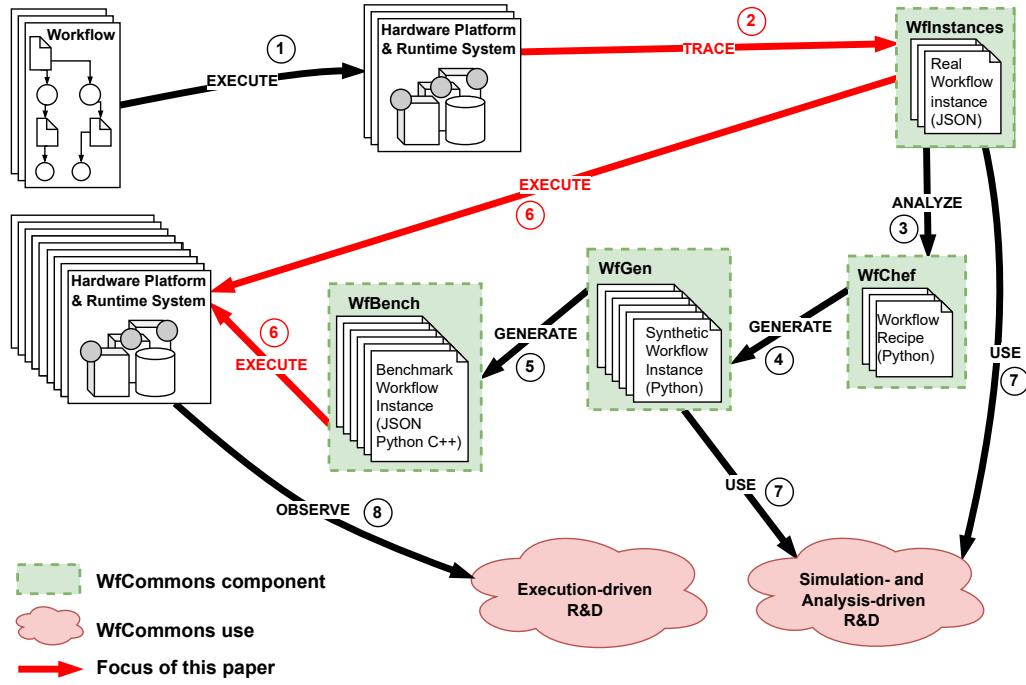 Workflow
1
EXECUTE
Hardware Platform
& Runtime System
2
TRACE
WfInstances
Real
Workflow
instance
(JSON)
EXECUTE
6
ANALYZE
3
USE
7
Hardware Platform
& Runtime System
6
EXECUTE
WfBench
Benchmark
Workflow
Instance
(JSON
Python C++)
GENERATE
5
WfGen
Synthetic
Workflow
Instance
(Python)
GENERATE
4
WfChef
Workflow
Recipe
(Python)
USE
7
OBSERVE
8
Execution-driven
R&D
Simulation- and
Analysis-driven
R&D
WfCommons component
WfCommons use
Focus of this paper